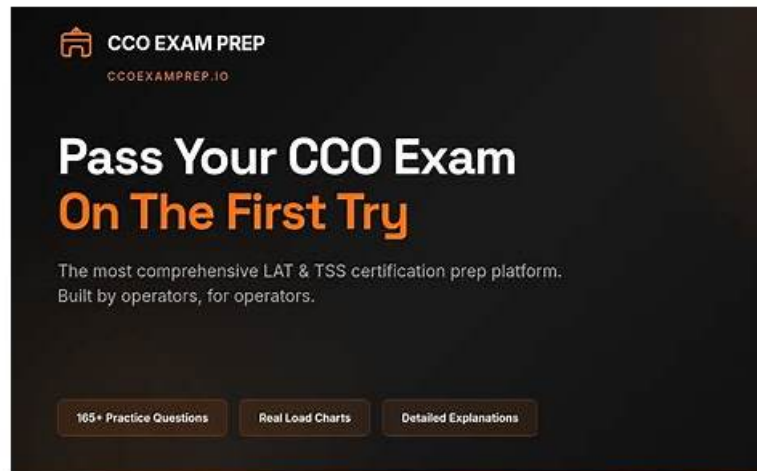 CCO EXAM PREP
CCOEXAMPREP.IO
Pass Your CCO Exam
On The First Try
The most comprehensive LAT & TSS certification prep platform.
Built by operators, for operators.
165+ Practice Questions
Real Load Charts
Detailed Explanations